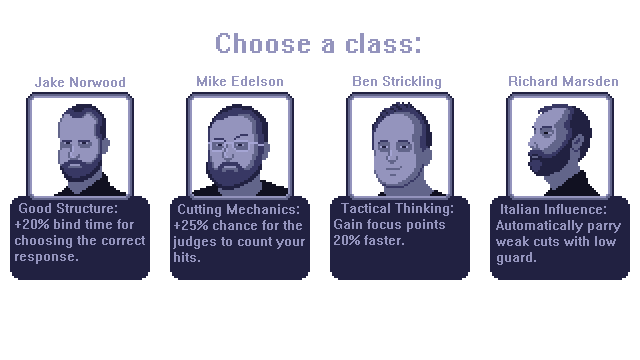 Choose a class:
Jake Norwood
Mike Edelson
Ben Strickling
Richard Marsden
Good Structure:
+20% bind time for
choosing the correct
response.
Cutting Mechanics:
+25% chance for the
judges to count your
hits.
Tactical Thinking:
Gain focus points
20% faster.
Italian Influence:
Automatically parry
weak cuts with low
guard.